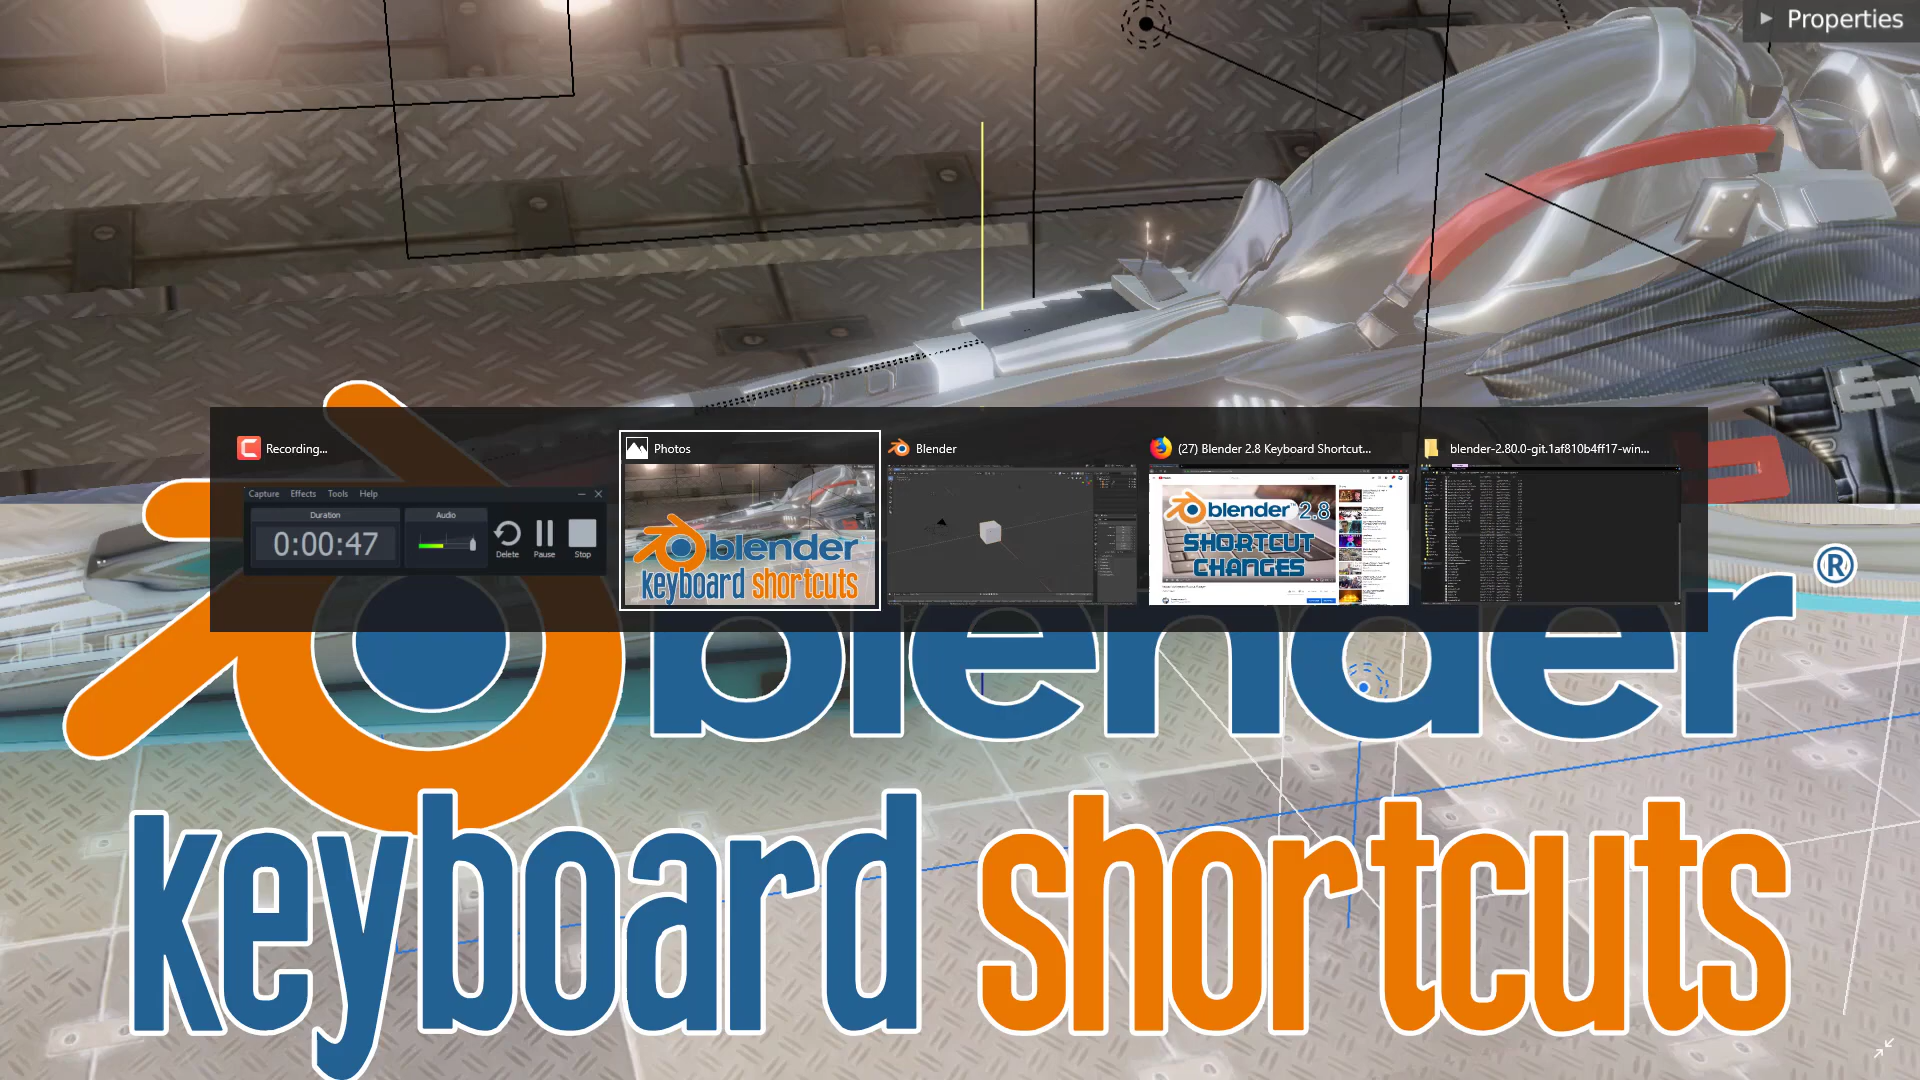 Properties
Recording...
Photos
Blender
(27) Blender 2.8 Keyboard Shortcut...
blender-2.80.0-git.1af810b4ff17-win...
Capture Effects Tools Help
Duration
Audio
0:00:47
Delete
Pause
Stop
blender
keyboard shortcuts
blender 2.8
SHORTCUT
CHANGES
blender®
keyboard shortcuts